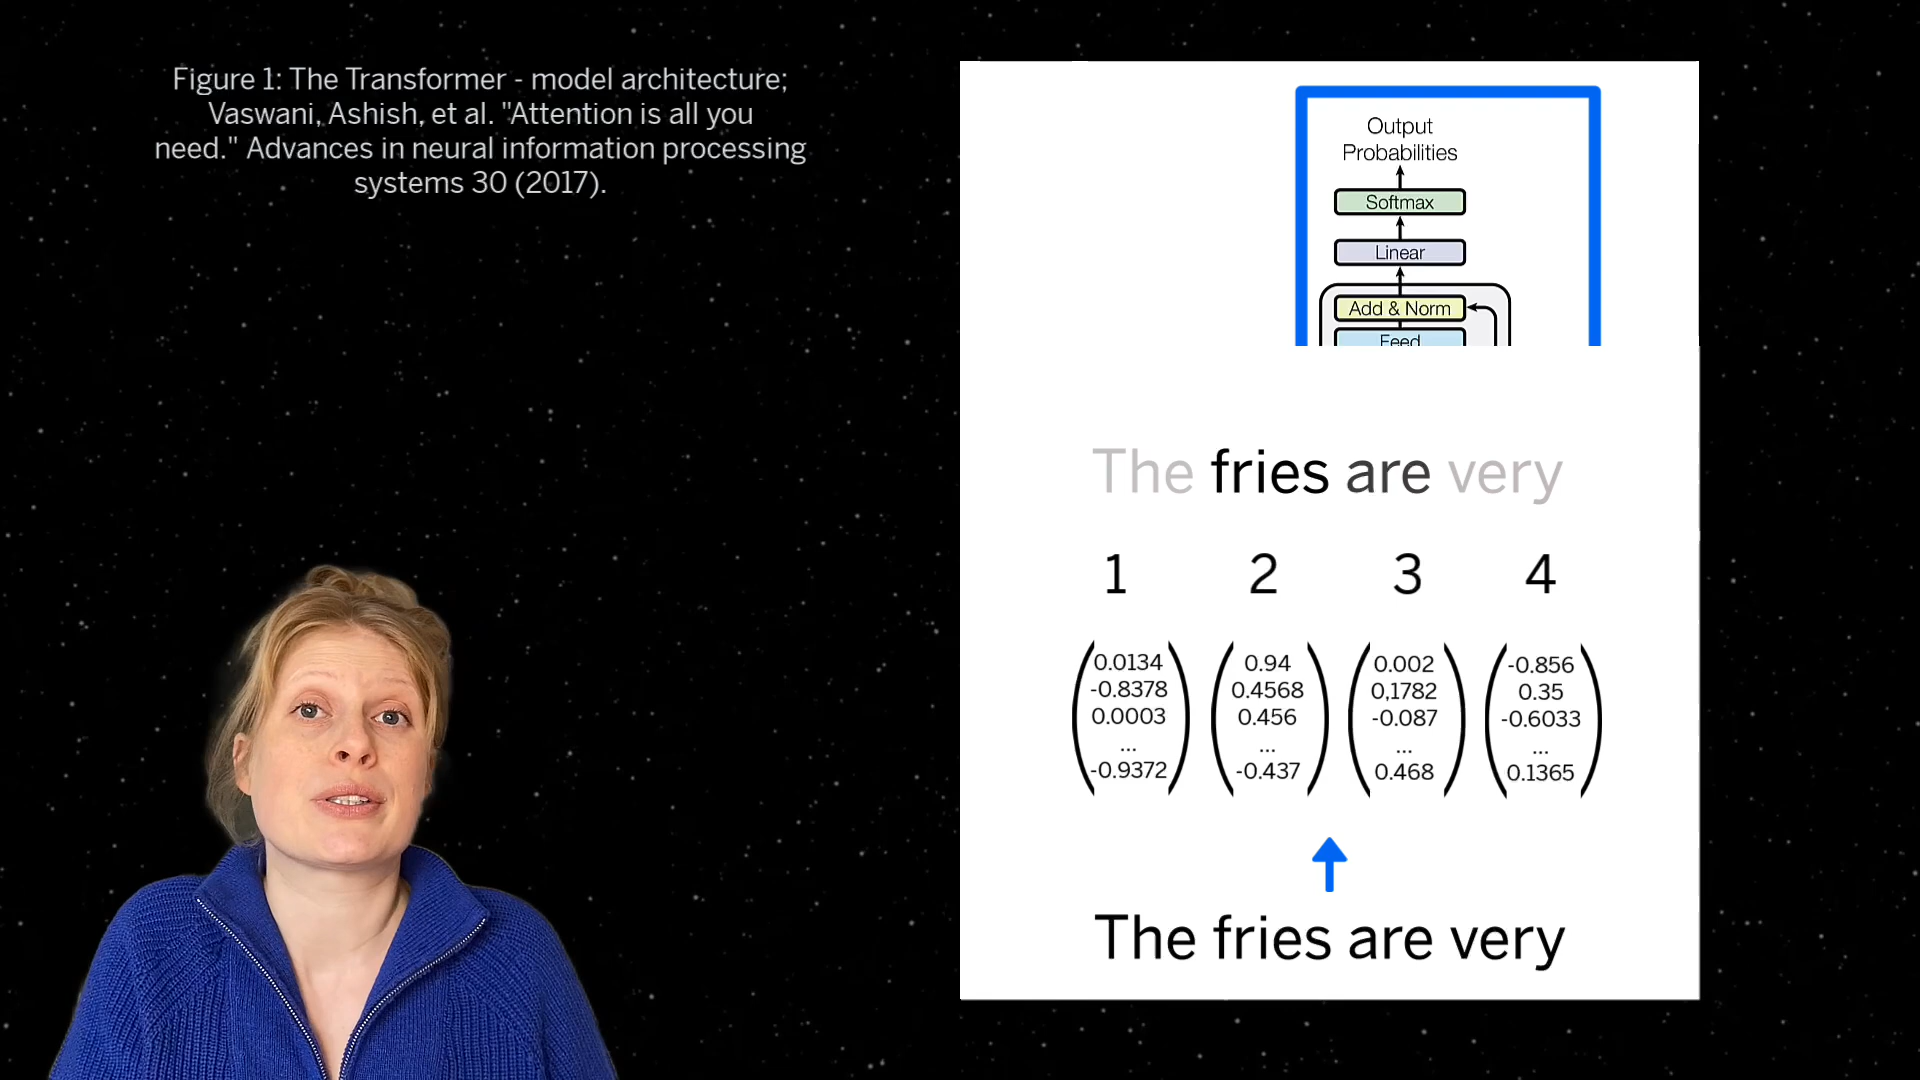 Figure 1: The Transformer - model architecture;
Vaswani, Ashish, et al. "Attention is all you
need." Advances in neural information processing
systems 30 (2017).
Output
Probabilities
Softmax
Linear
Add & Norm
Feed
The fries are very
1 2 3 4
0.0134 0.94 0.002 -0.856
-0.8378 0.4568 0,1782 0.35
0.0003 0.456 -0.087 -0.6033
... ... ... ...
-0.9372 -0.437 0.468 0.1365
The fries are very